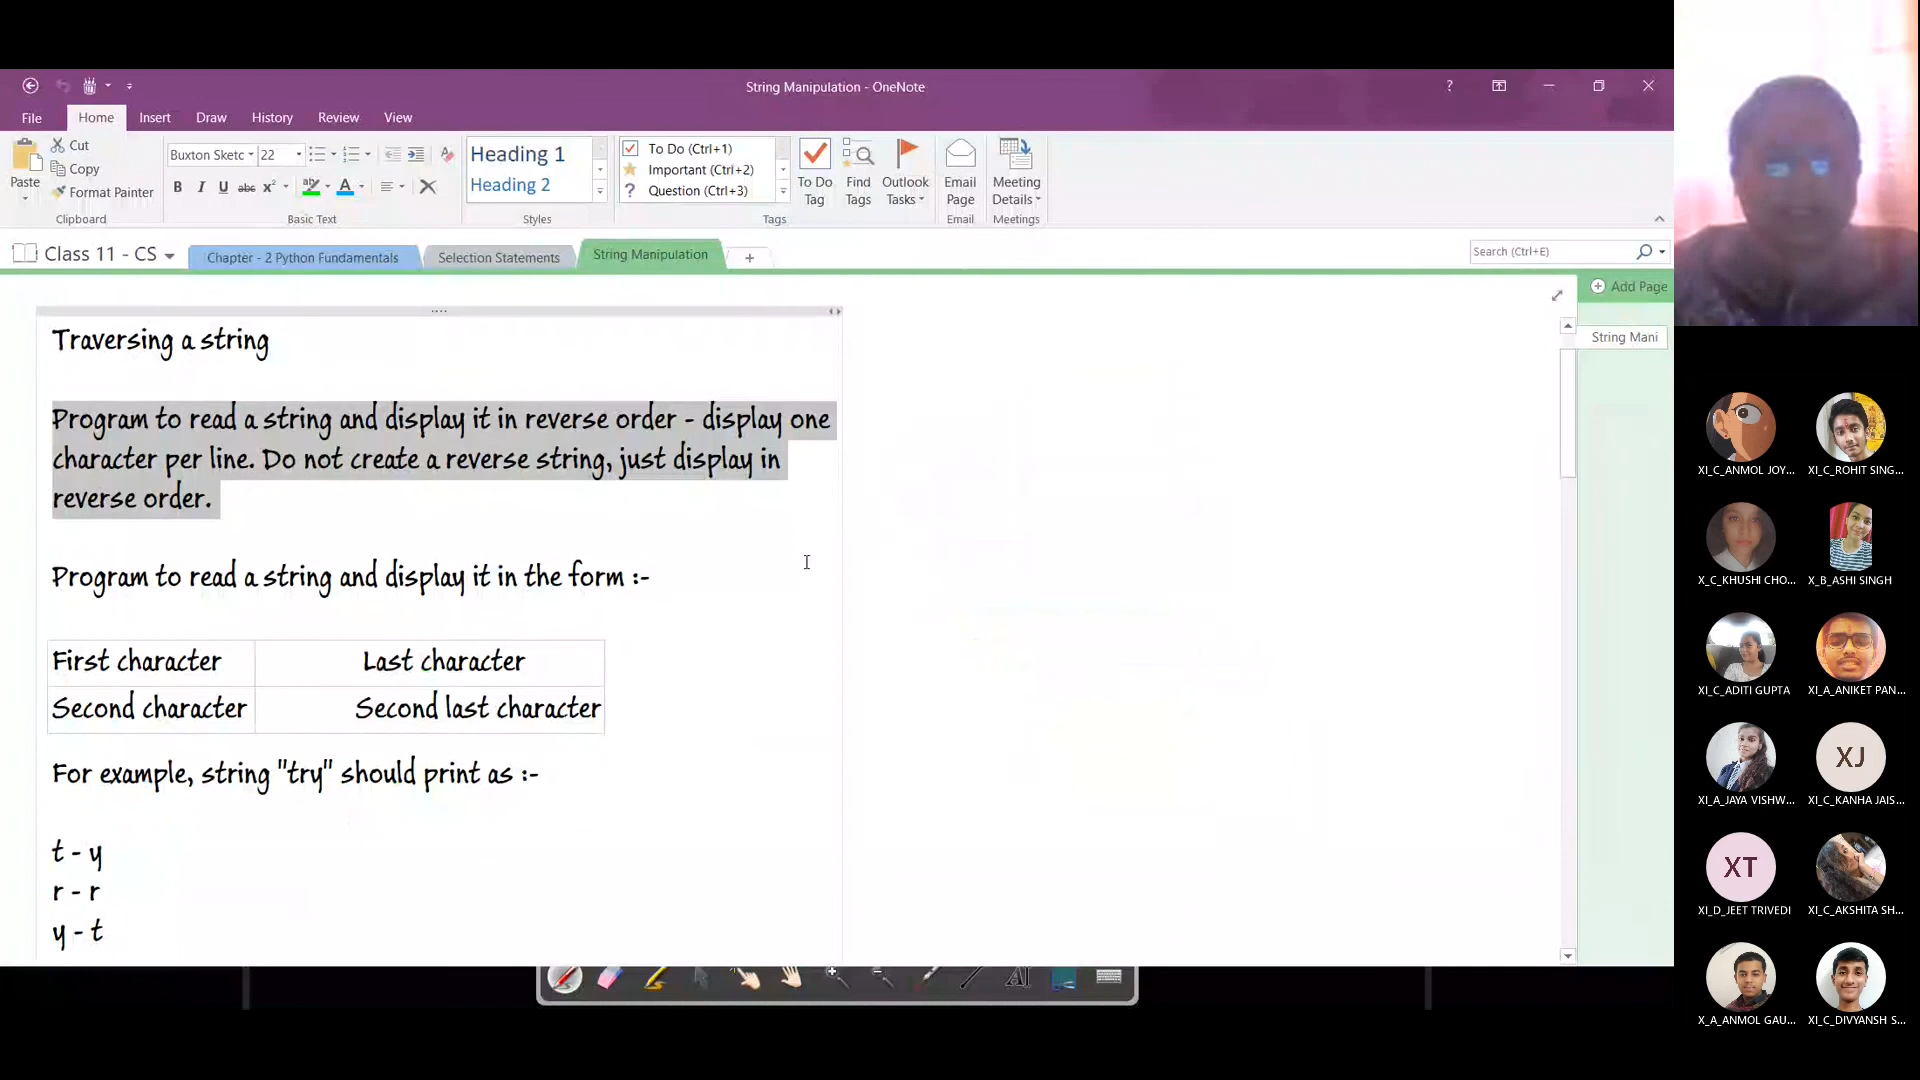 String Manipulation - OneNote
?
File Home Insert Draw History Review View
Paste
Cut
Copy
Format Painter
Clipboard
Buxton Sketc 22
B I U abc x² A
Basic Text
Heading 1
Heading 2
Styles
To Do (Ctrl+1)
Important (Ctrl+2)
? Question (Ctrl+3)
Tags
To Do
Tag
Find
Tags
Outlook
Tasks
Email
Page
Email
Meeting
Details
Meetings
Class 11 - CS
Chapter - 2 Python Fundamentals
Selection Statements
String Manipulation
+
Search (Ctrl+E)
Add Page
String Mani
Traversing a string
Program to read a string and display it in reverse order - display one
character per line. Do not create a reverse string, just display in
reverse order.
Program to read a string and display it in the form :-
First character Last character
Second character Second last character
For example, string "try" should print as :-
t - y
r - r
y - t
AI
XI_C_ANMOL JOY...
XI_C_ROHIT SING...
X_C_KHUSHI CHO...
X_B_ASHI SINGH
XI_C_ADITI GUPTA
XI_A_ANIKET PAN...
XI_A_JAYA VISHW...
XJ
XI_C_KANHA JAIS...
XT
XI_D_JEET TRIVEDI
XI_C_AKSHITA SH...
X_A_ANMOL GAU...
XI_C_DIVYANSH S...